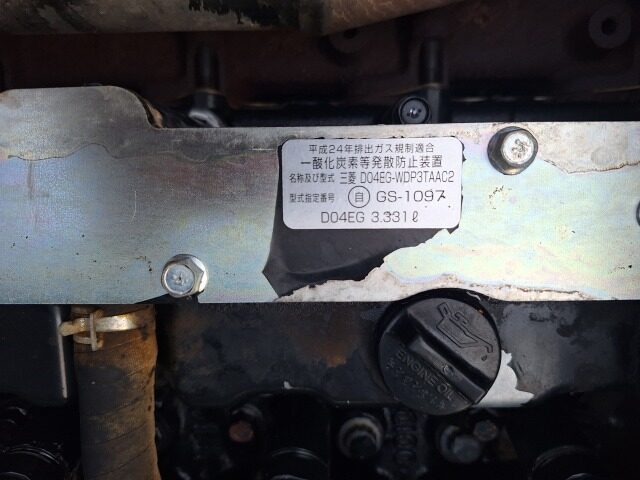 平成24年排出ガス規制適合
一酸化炭素等発散防止装置
名称及び型式 三菱 D04EG-WDP3TAAC2
型式指定番号 自 GS-1097
D04EG 3.331ℓ
ENGINE OIL